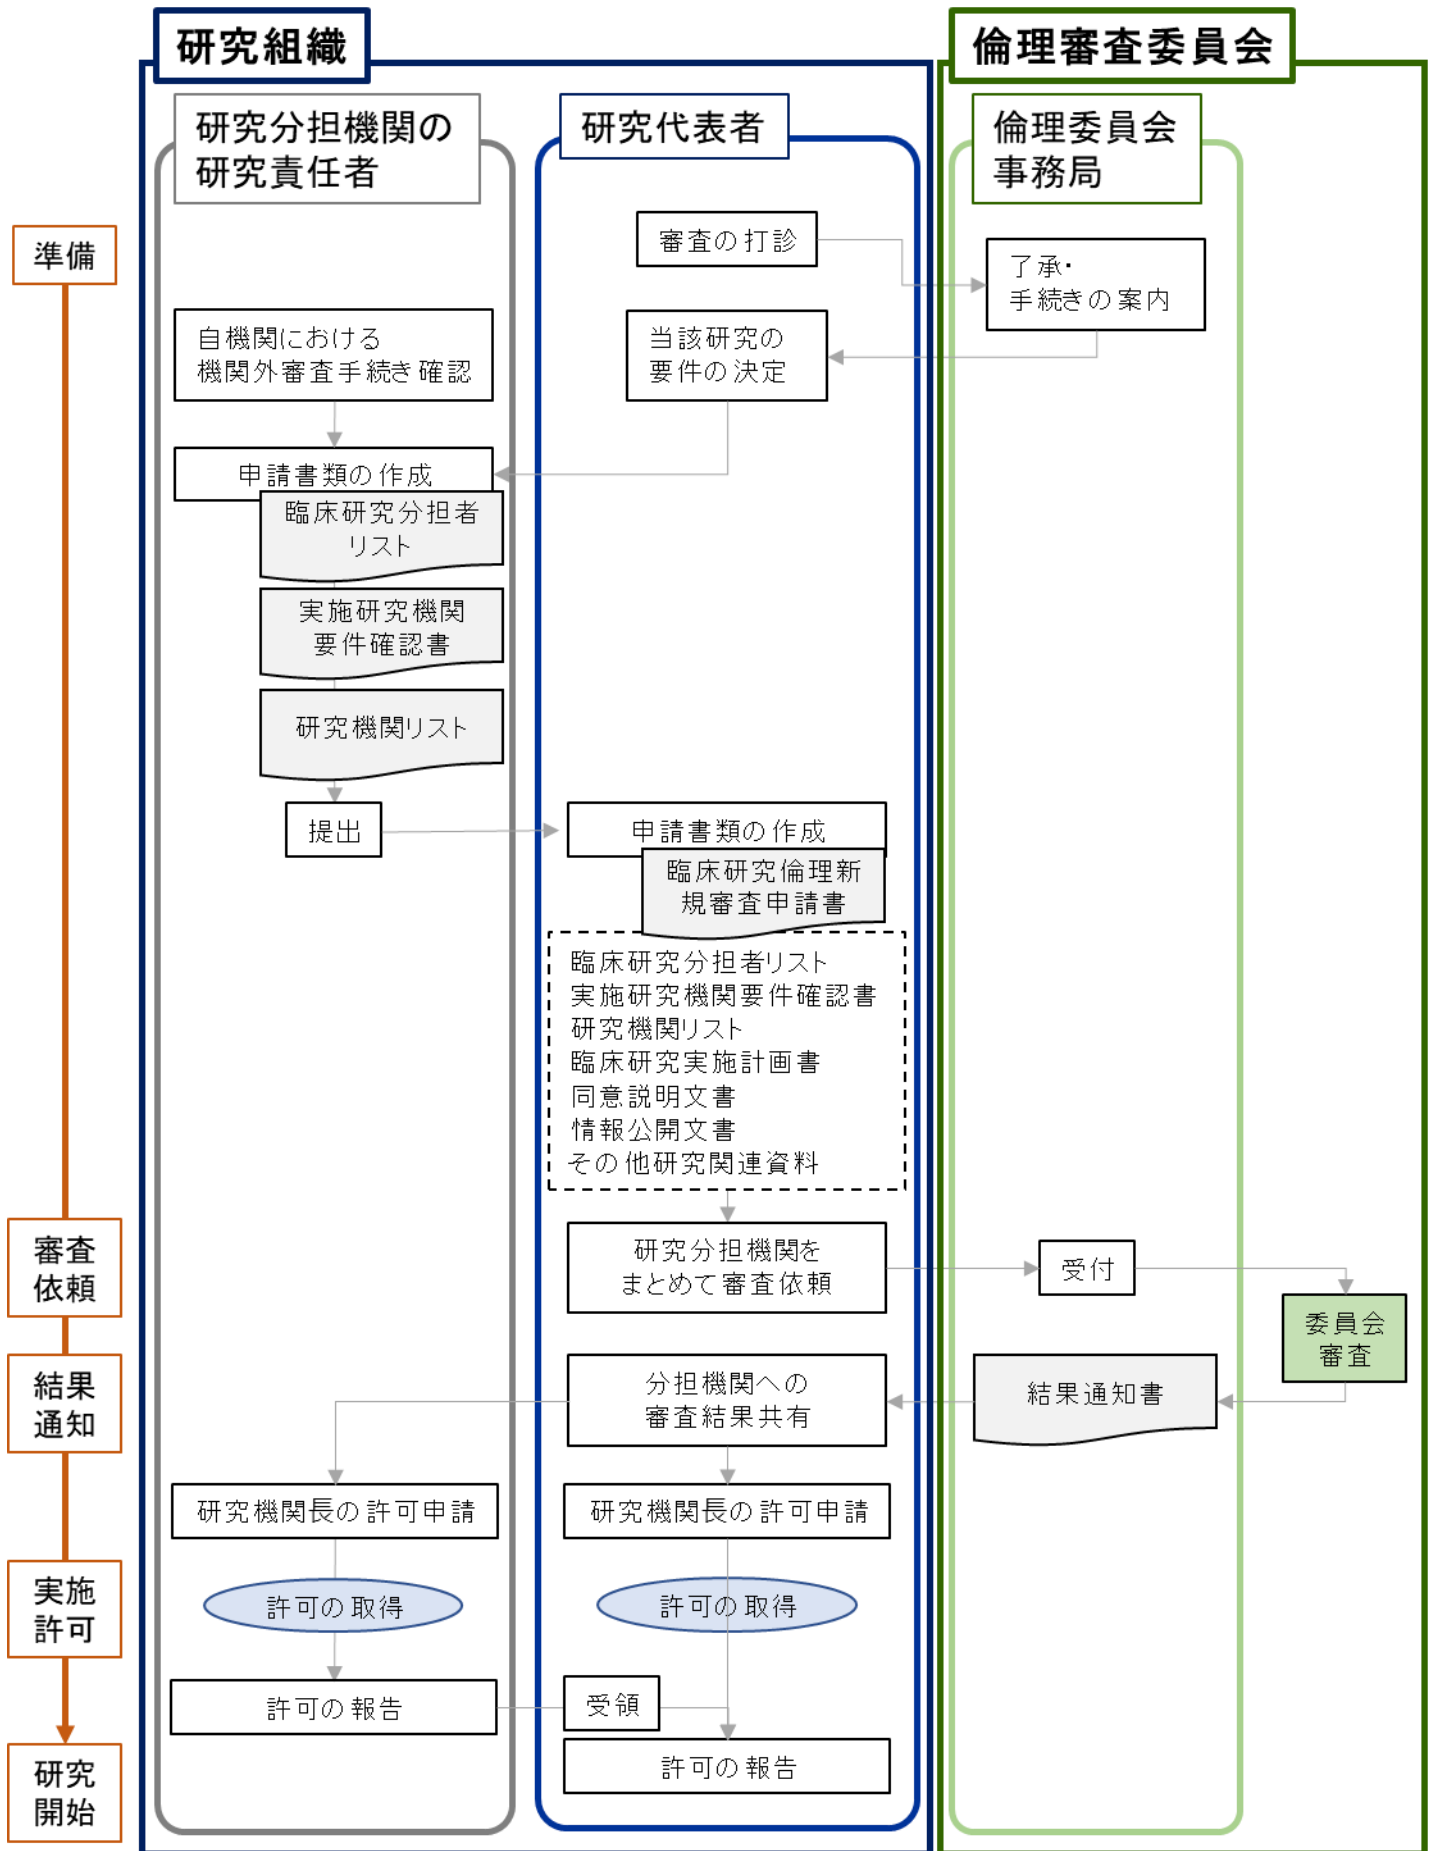 研究組織
倫理審査委員会
研究分担機関の
研究責任者
研究代表者
倫理委員会
事務局
準備
審査の打診
了承・
手続きの案内
自機関における
機関外審査手続き確認
当該研究の
要件の決定
申請書類の作成
臨床研究分担者
リスト
実施研究機関
要件確認書
研究機関リスト
提出
申請書類の作成
臨床研究倫理新
規審査申請書
臨床研究分担者リスト
実施研究機関要件確認書
研究機関リスト
臨床研究実施計画書
同意説明文書
情報公開文書
その他研究関連資料
審査
依頼
研究分担機関を
まとめて審査依頼
受付
委員会
審査
結果
通知
分担機関への
審査結果共有
結果通知書
研究機関長の許可申請
研究機関長の許可申請
実施
許可
許可の取得
許可の取得
許可の報告
受領
許可の報告
研究
開始